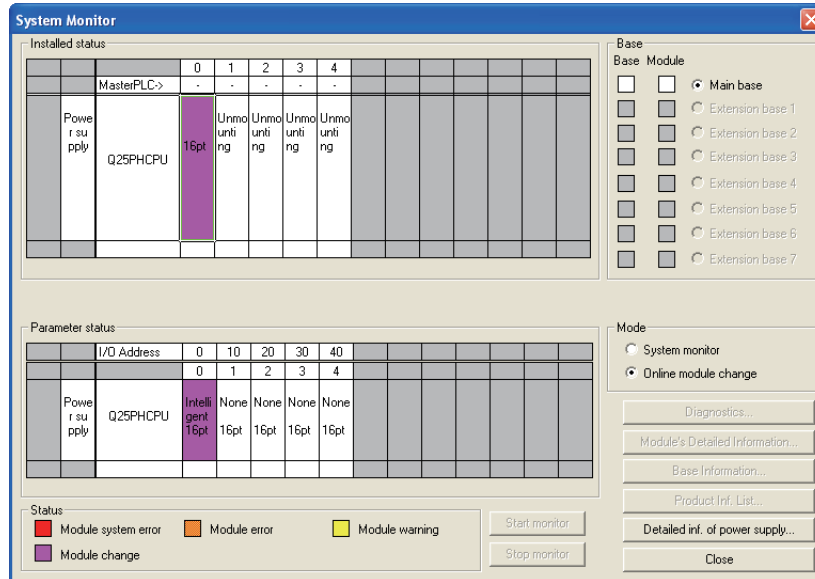 System Monitor
Installed status
0 1 2 3 4
MasterPLC-> - - - - -
Powe
r su
pply
Q25PHCPU
16pt
Unmo
unti
ng
Unmo
unti
ng
Unmo
unti
ng
Unmo
unti
ng
Base
Base Module
Main base
Extension base 1
Extension base 2
Extension base 3
Extension base 4
Extension base 5
Extension base 6
Extension base 7
Parameter status
I/O Address 0 10 20 30 40
0 1 2 3 4
Powe
r su
pply
Q25PHCPU
Intelli
gent
16pt
None
16pt
None
16pt
None
16pt
None
16pt
Mode
System monitor
Online module change
Diagnostics...
Module's Detailed Information...
Base Information...
Product Inf. List...
Detailed inf. of power supply...
Close
Status
Module system error
Module error
Module warning
Module change
Start monitor
Stop monitor